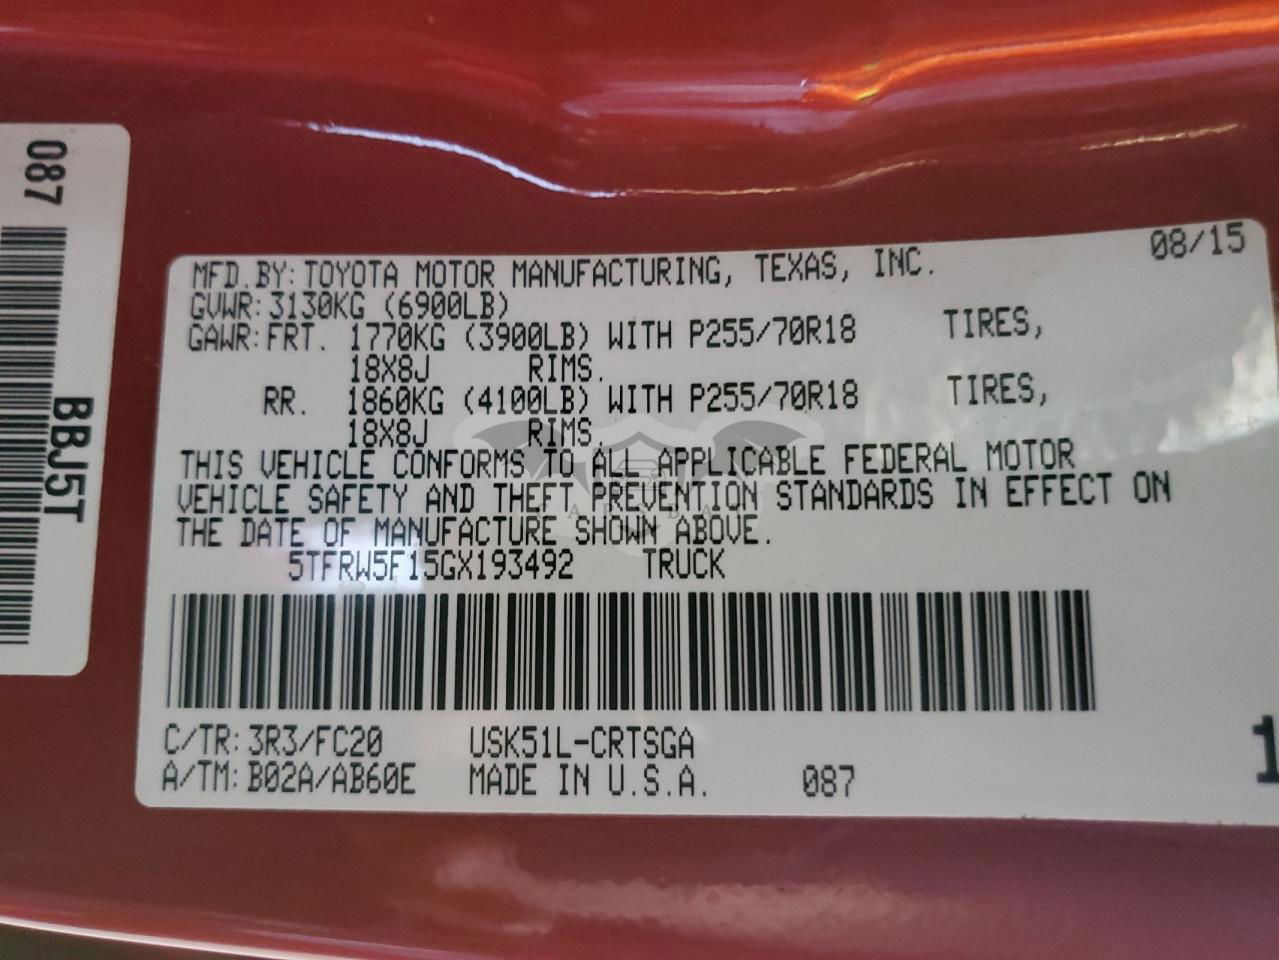 087
BBJ5T
08/15
MFD.BY:TOYOTA MOTOR MANUFACTURING, TEXAS, INC.
GVWR:3130KG (6900LB)
GAWR:FRT. 1770KG (3900LB) WITH P255/70R18 TIRES,
18X8J RIMS.
RR. 1860KG (4100LB) WITH P255/70R18 TIRES,
18X8J RIMS.
THIS VEHICLE CONFORMS TO ALL APPLICABLE FEDERAL MOTOR
VEHICLE SAFETY AND THEFT PREVENTION STANDARDS IN EFFECT ON
THE DATE OF MANUFACTURE SHOWN ABOVE.
5TFRW5F15GX193492 TRUCK
C/TR:3R3/FC20 USK51L-CRTSGA
A/TM:B02A/AB60E MADE IN U.S.A. 087
1